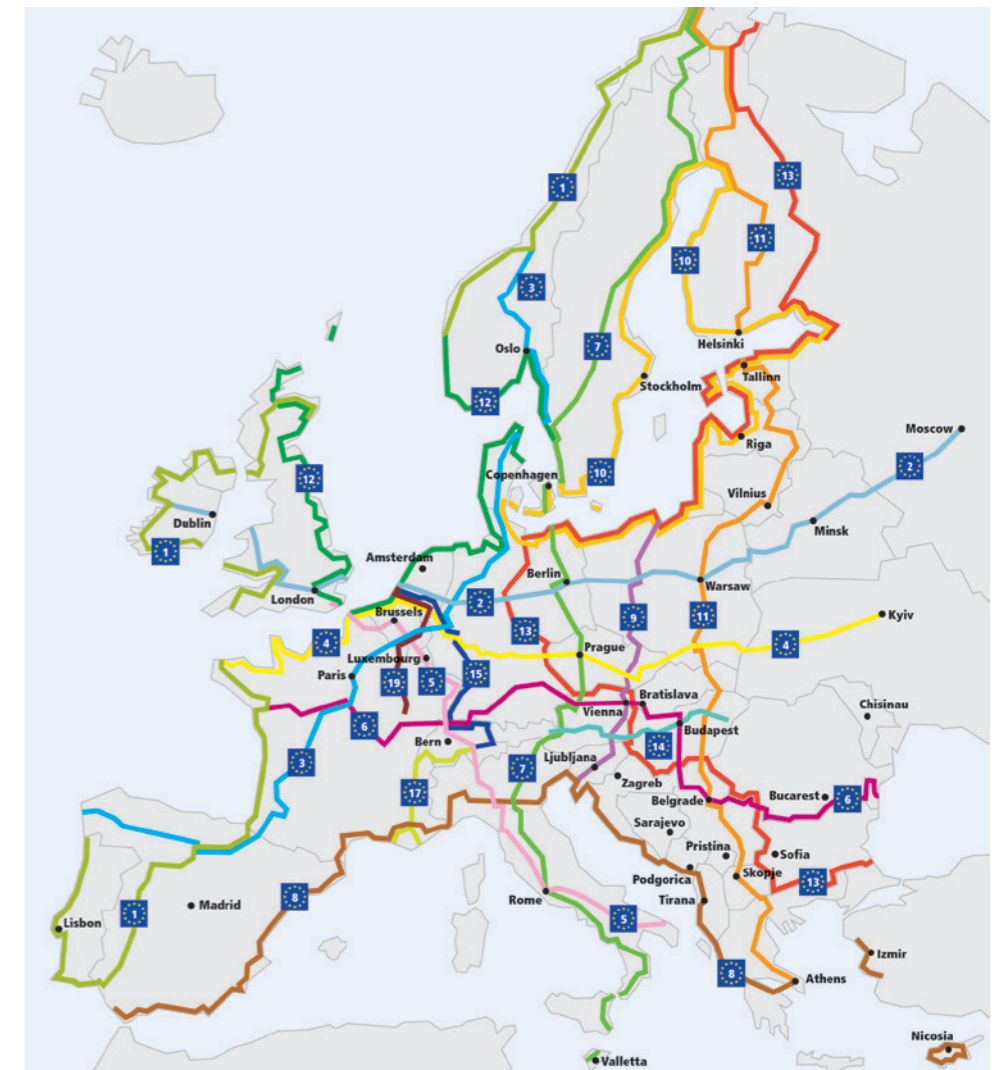 1
13
11
10
3
Oslo
7
Helsinki
Stockholm
Tallinn
12
Moscow
Riga
2
Copenhagen
10
12
Vilnius
Dublin
Minsk
1
Amsterdam
Berlin
Warsaw
London
2
Brussels
Kyiv
4
13
9
11
4
Prague
Luxembourg
Paris
19
5
15
Bratislava
Chisinau
Vienna
6
Budapest
Bern
14
3
Ljubljana
7
Zagreb
17
Belgrade
Bucarest
6
Sarajevo
Pristina
Sofia
Podgorica
Skopje
13
8
Rome
Tirana
Madrid
1
5
Lisbon
Izmir
8
Athens
Nicosia
Valletta